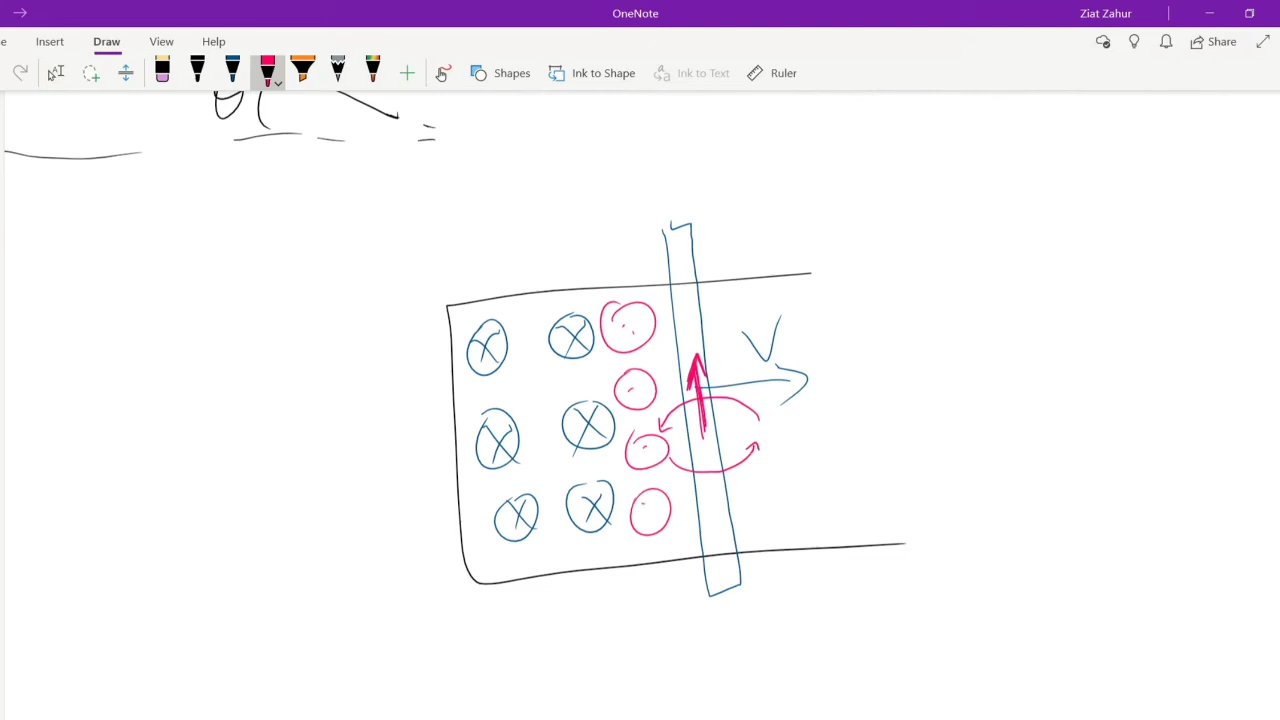 OneNote
Ziat Zahur
Insert
Draw
View
Help
Share
Shapes
Ink to Shape
Ink to Text
Ruler
V